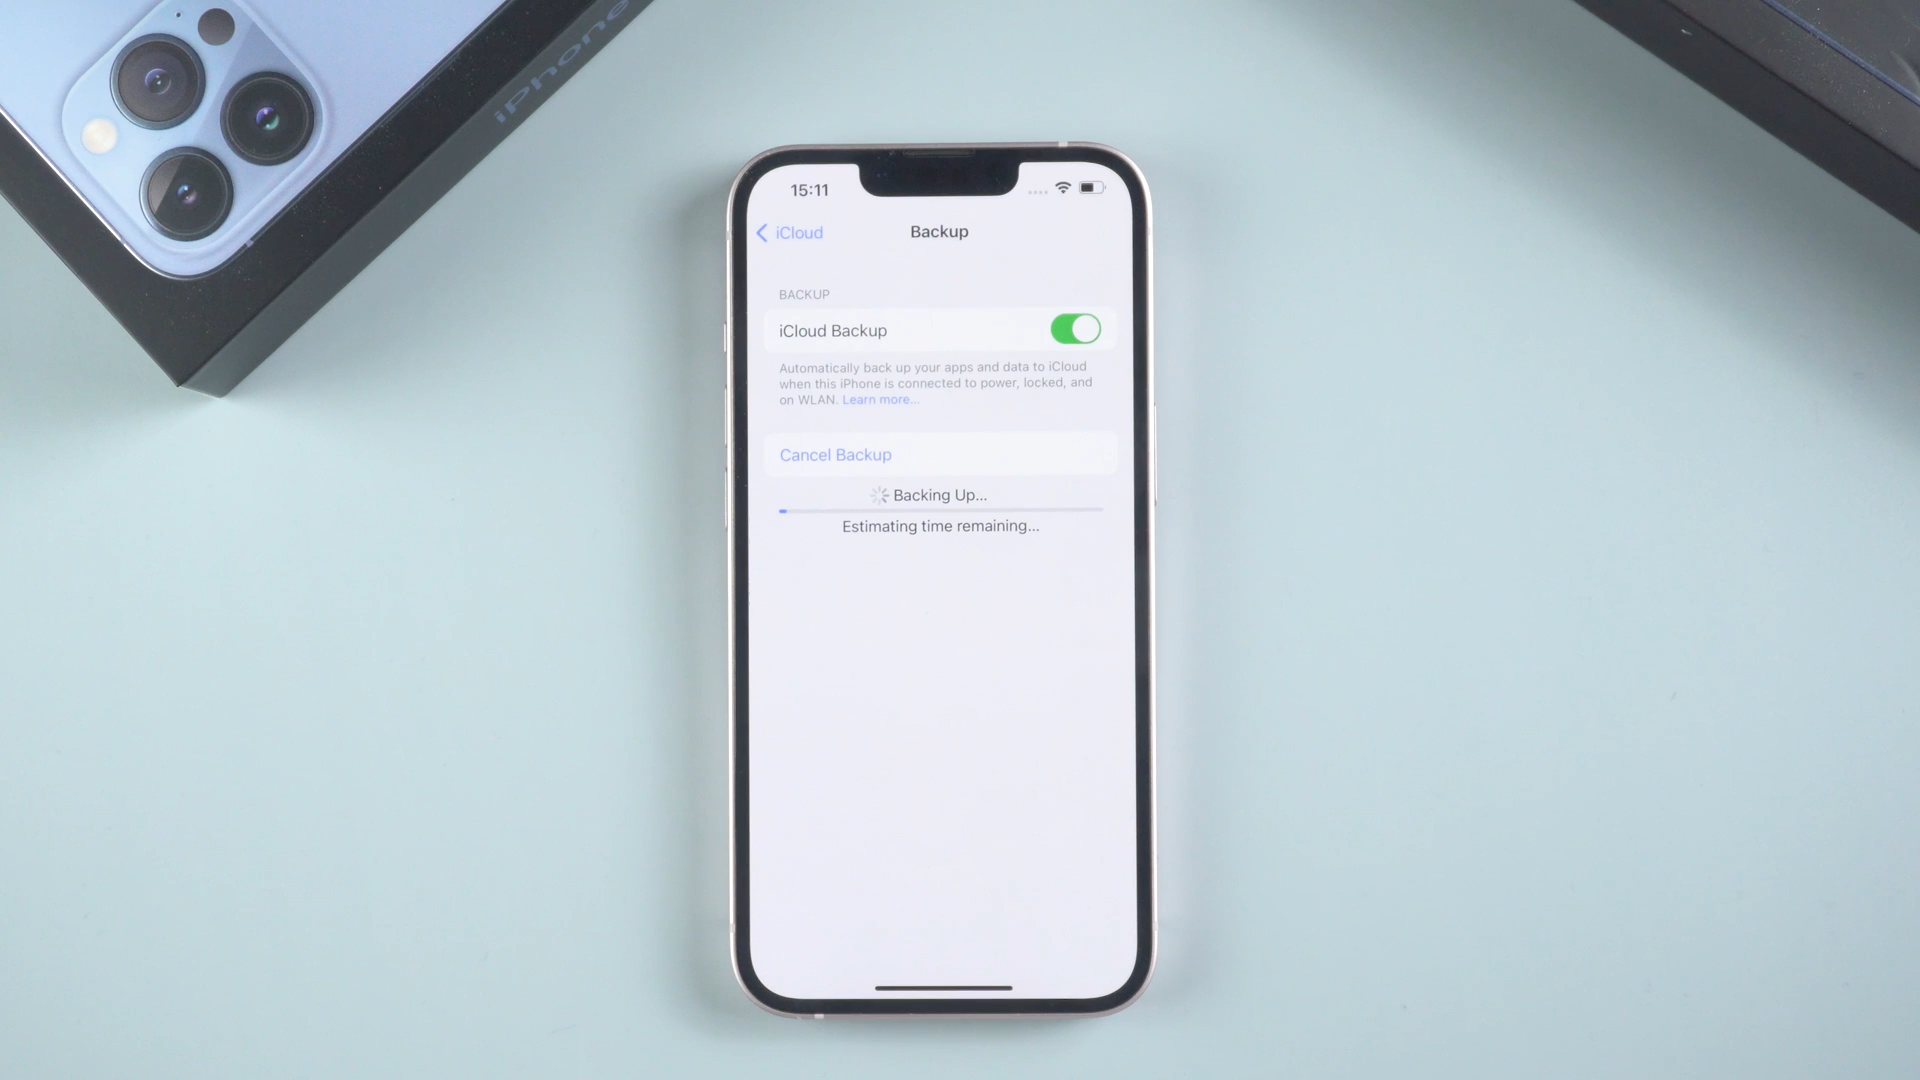 iPhone
15:11
iCloud
Backup
BACKUP
iCloud Backup
Automatically back up your apps and data to iCloud
when this iPhone is connected to power, locked, and
on WLAN. Learn more...
Cancel Backup
Backing Up...
Estimating time remaining...